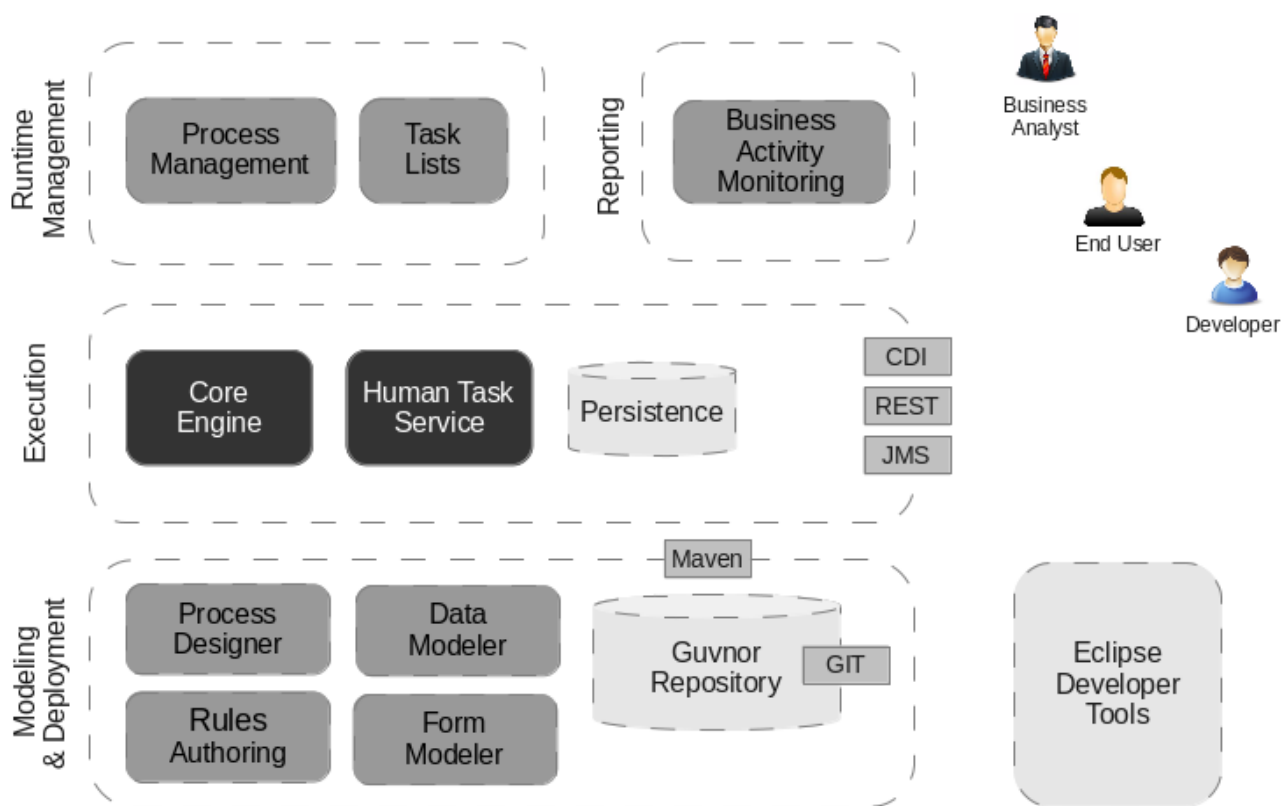 Runtime
Management
Process
Management
Task
Lists
Reporting
Business
Activity
Monitoring
Business
Analyst
End User
Developer
Execution
Core
Engine
Human Task
Service
Persistence
CDI
REST
JMS
Modeling
& Deployment
Process
Designer
Data
Modeler
Rules
Authoring
Form
Modeler
Maven
Guvnor
Repository
GIT
Eclipse
Developer
Tools